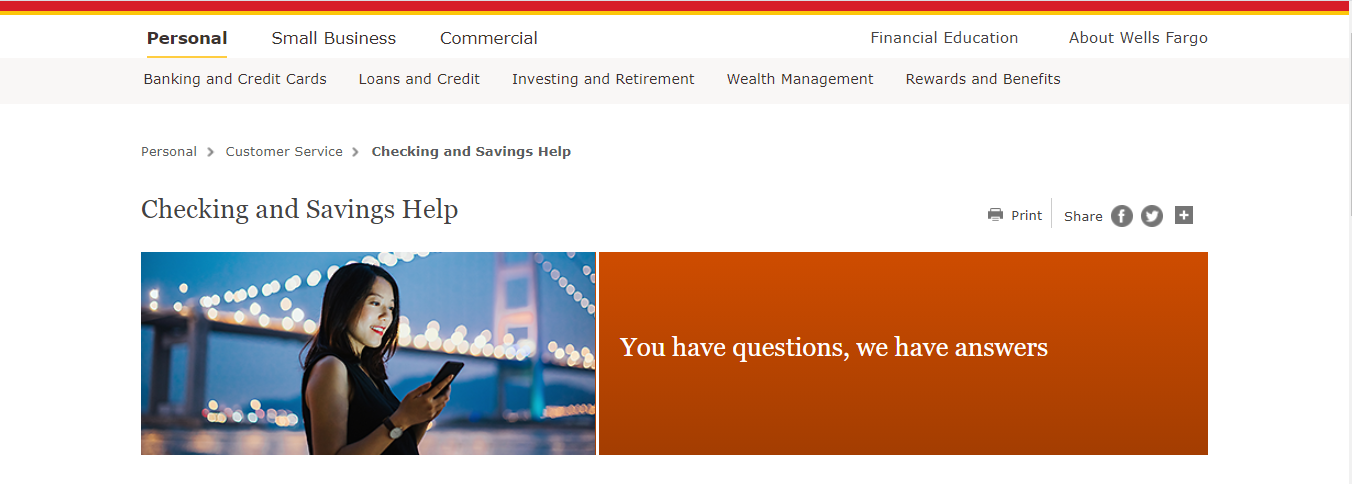 Personal Small Business Commercial Financial Education About Wells Fargo
Banking and Credit Cards Loans and Credit Investing and Retirement Wealth Management Rewards and Benefits
Personal > Customer Service > Checking and Savings Help
Checking and Savings Help
Print Share
You have questions, we have answers